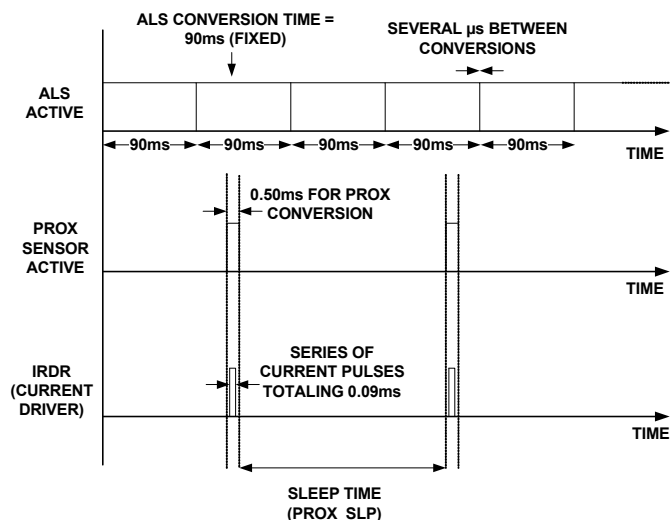 ALS CONVERSION TIME =
90ms (FIXED)
SEVERAL µs BETWEEN
CONVERSIONS
ALS
ACTIVE
90ms
90ms
90ms
90ms
90ms
TIME
0.50ms FOR PROX
CONVERSION
PROX
SENSOR
ACTIVE
TIME
SERIES OF
CURRENT PULSES
TOTALING 0.09ms
IRDR
(CURRENT
DRIVER)
TIME
SLEEP TIME
(PROX_SLP)